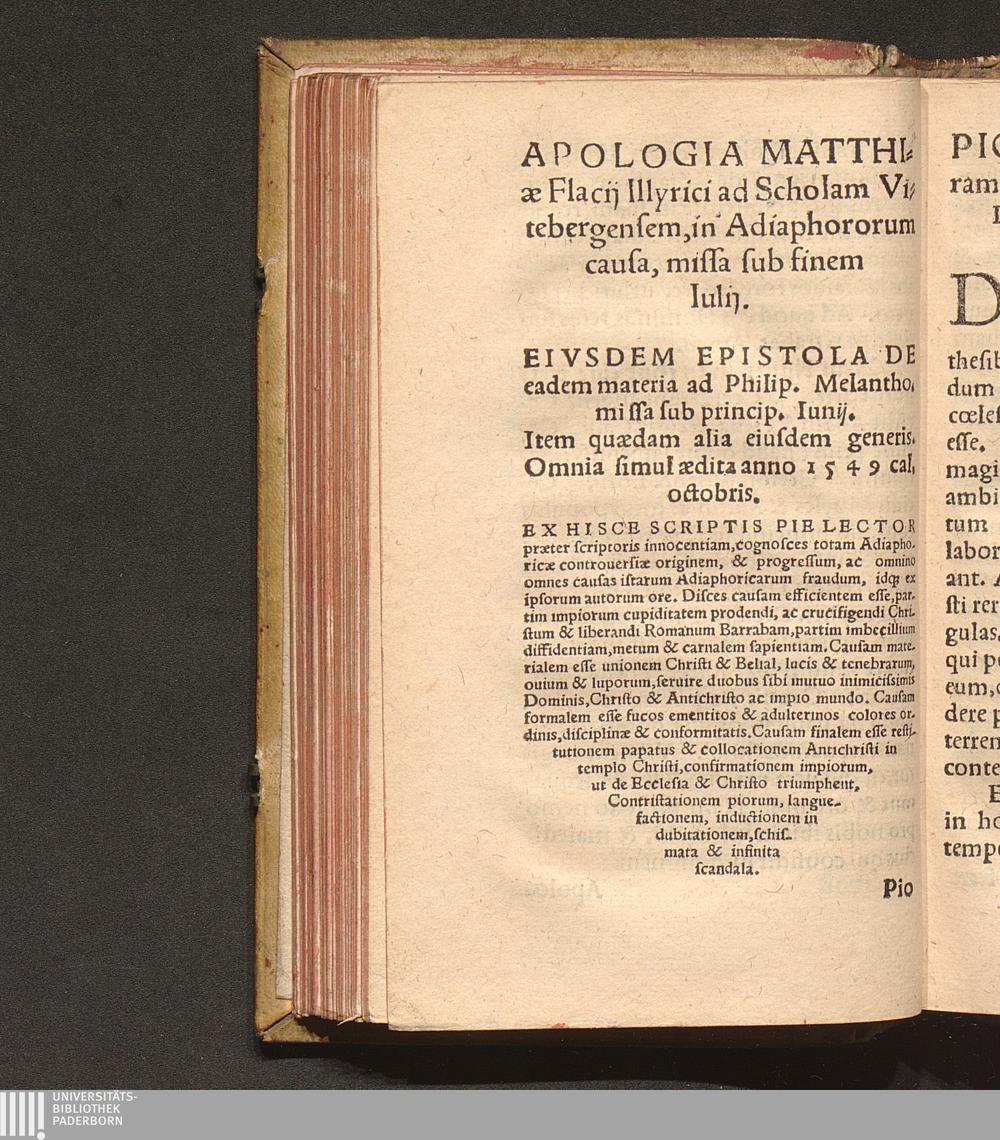 APOLOGIA MATTHI⸗
æ Flacij Illyrici ad Scholam Vi⸗
tebergenſem, in Adiaphororum
cauſa, miſſa ſub finem
Iulij.
EIVSDEM EPISTOLA DE
eadem materia ad Philip. Melantho,
miſſa ſub princip. Iunij.
Item quædam alia eiuſdem generis.
Omnia ſimul ædita anno 1549 cal,
octobris.
EX HISCE SCRIPTIS PIE LECTOR
præter ſcriptoris innocentiam, cognoſces totam Adiapho-
ricæ controuerſiæ originem, & progreſſum, ac omnino
omnes cauſas iſtarum Adiaphoricarum fraudum, idqꝫ ex
ipſorum autorum ore. Diſces cauſam efficientem eſſe, par-
tim impiorum cupiditatem prodendi, ac crucifigendi Chri-
ſtum & liberandi Romanum Barrabam, partim imbecillium
diffidentiam, metum & carnalem ſapientiam. Cauſam mate-
rialem eſſe unionem Chriſti & Belial, lucis & tenebrarum,
ouium & luporum, ſeruire duobus ſibi mutuo inimiciſsimis
Dominis, Chriſto & Antichriſto ac impio mundo. Cauſam
formalem eſſe fucos ementitos & adulterinos colores or-
dinis, diſciplinæ & conformitatis. Cauſam finalem eſſe reſti-
tutionem papatus & collocationem Antichriſti in
templo Chriſti, confirmationem impiorum,
ut de Eccleſia & Chriſto triumphent,
Contriſtationem piorum, langue-
factionem, inductionem in
dubitationem, ſchiſ-
mata & infinita
ſcandala.
Pio
PIO
ram
D
theſib
dum
cœleſ
eſſe.
magi
ambi
tum
labor
ant. A
ſti rer
gulas,
qui po
eum, c
dere p
terren
conte
E
in ho
tempo
UNIVERSITÄTS-
BIBLIOTHEK
PADERBORN